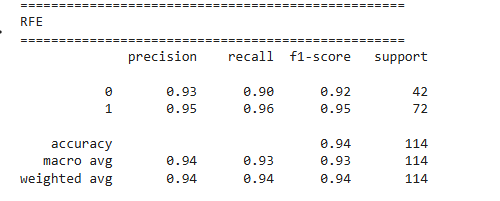 ==================================================
RFE
==================================================
precision recall f1-score support
0 0.93 0.90 0.92 42
1 0.95 0.96 0.95 72
accuracy 0.94 114
macro avg 0.94 0.93 0.93 114
weighted avg 0.94 0.94 0.94 114